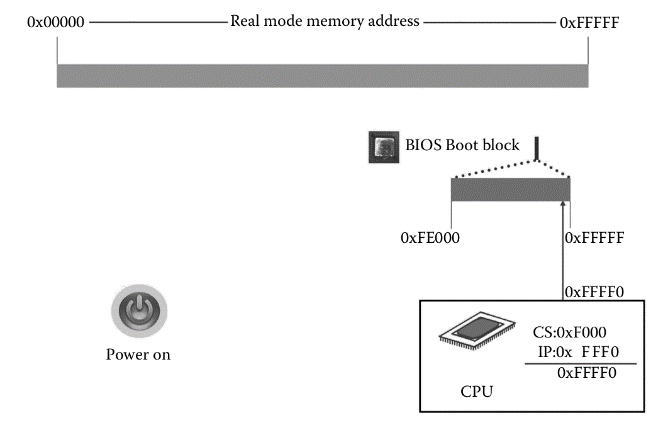 0x00000 Real mode memory address 0xFFFFF
BIOS Boot block
0xFE000 0xFFFFF
0xFFFF0
Power on
CS:0xF000
IP:0x FFF0
0xFFFF0
CPU